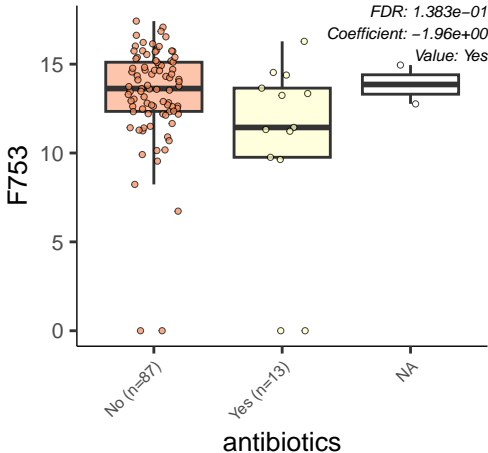 FDR: 1.383e−01
Coefficient: −1.96e+00
Value: Yes
F753
15
10
5
0
No (n=87)
Yes (n=13)
NA
antibiotics